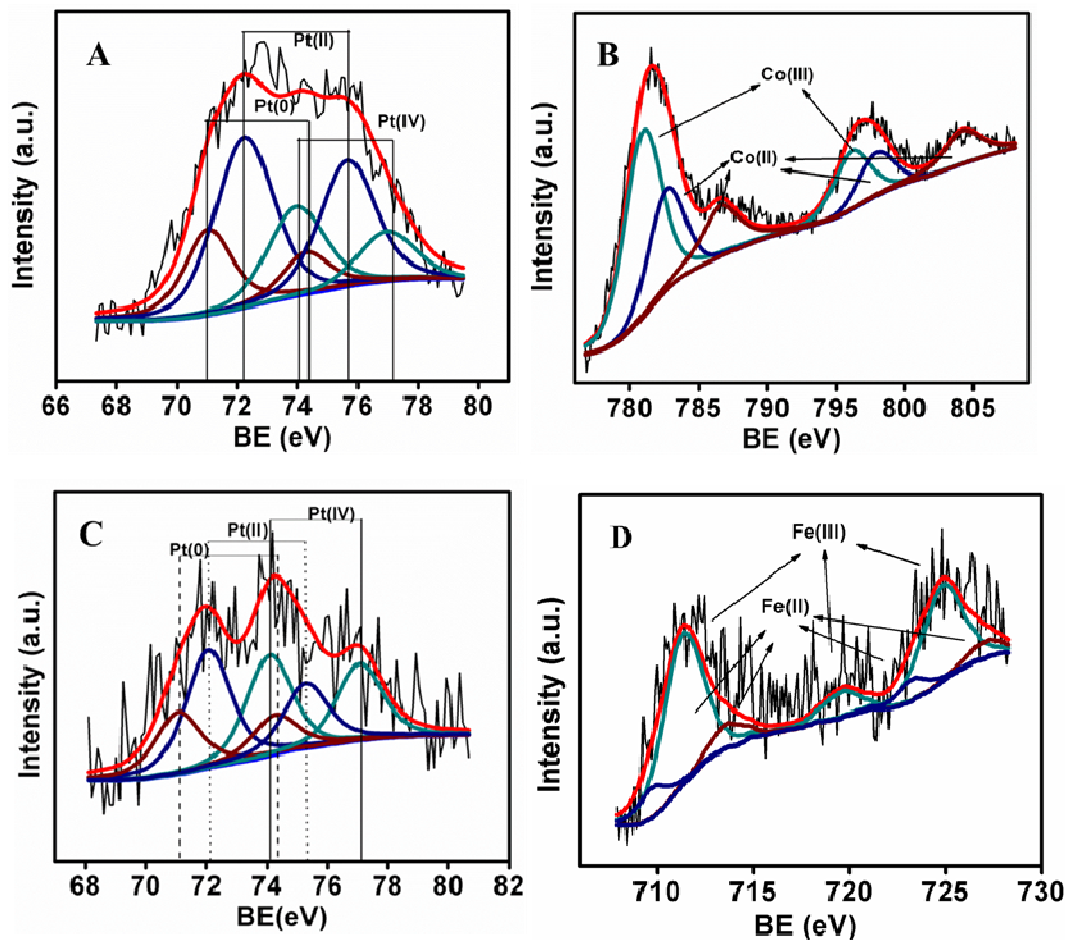 A
Pt(II)
Pt(0)
Pt(IV)
Intensity (a.u.)
66 68 70 72 74 76 78 80
BE (eV)
B
Co(III)
Co(II)
Intensity (a.u.)
780 785 790 795 800 805
BE (eV)
C
Pt(IV)
Pt(II)
Pt(0)
Intensity (a.u.)
68 70 72 74 76 78 80 82
BE(eV)
D
Fe(III)
Fe(II)
Intensity (a.u.)
710 715 720 725 730
BE (eV)